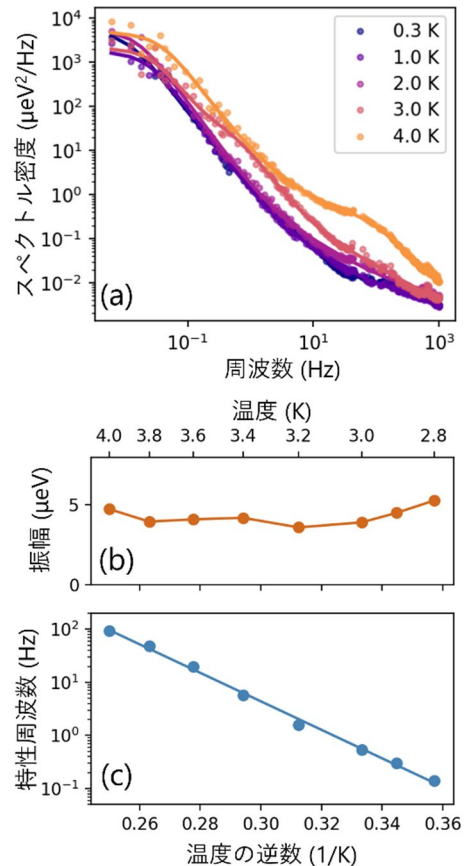 スペクトル密度 (μeV²/Hz)
10⁴
10³
10²
10¹
10⁰
10⁻¹
10⁻²
0.3 K
1.0 K
2.0 K
3.0 K
4.0 K
(a)
10⁻¹
10¹
10³
周波数 (Hz)
温度 (K)
4.0 3.8 3.6 3.4 3.2 3.0 2.8
振幅 (μeV)
5
0
(b)
特性周波数 (Hz)
10²
10¹
10⁰
10⁻¹
(c)
0.26 0.28 0.30 0.32 0.34 0.36
温度の逆数 (1/K)